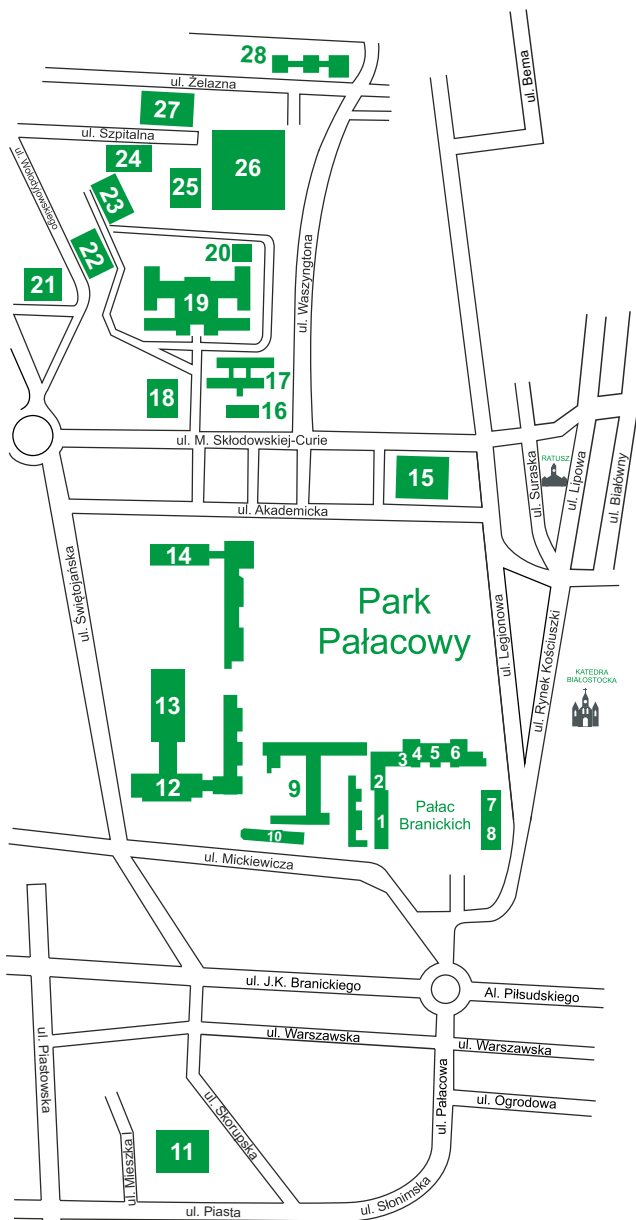 28
ul. Bema
ul. Żelazna
27
ul. Szpitalna
24
25
26
23
ul. Wołodyjowskiego
22
20
21
19
ul. Waszyngtona
17
18
16
ul. M. Skłodowskiej-Curie
15
RATUSZ
ul. Suraska
ul. Lipowa
ul. Białówny
ul. Akademicka
14
ul. Świętojańska
Park
Pałacowy
ul. Legionowa
ul. Rynek Kościuszki
KATEDRA
BIAŁOSTOCKA
13
12
9
10
3
4
5
6
2
1
Pałac
Branickich
7
8
ul. Mickiewicza
ul. J.K. Branickiego
Al. Piłsudskiego
ul. Warszawska
ul. Warszawska
ul. Piastowska
ul. Pałacowa
ul. Ogrodowa
ul. Skorupska
ul. Mieszka I
11
ul. Piasta
ul. Słonimska